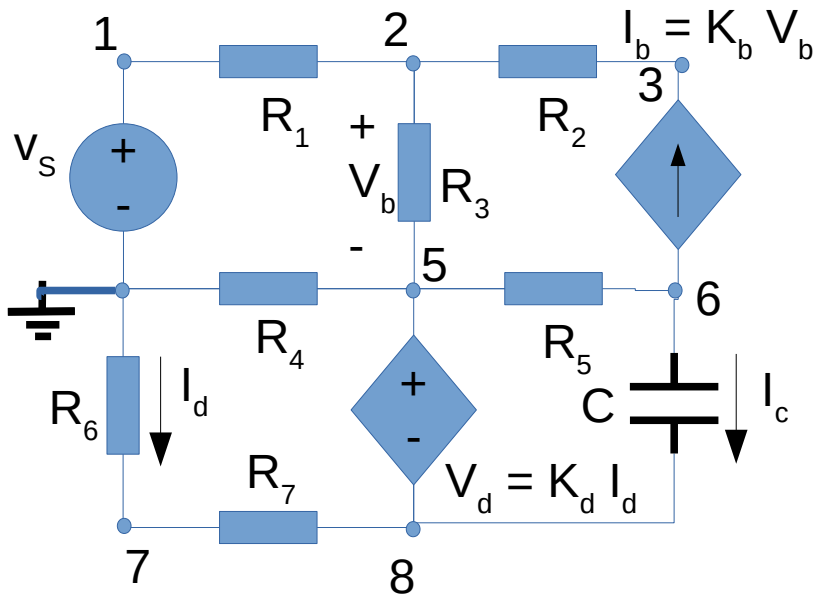 1
2
I_b = K_b V_b
3
R_1
R_2
v_S
+
-
+
V_b
-
R_3
5
6
R_4
R_5
R_6
I_d
+
-
C
I_c
R_7
V_d = K_d I_d
7
8